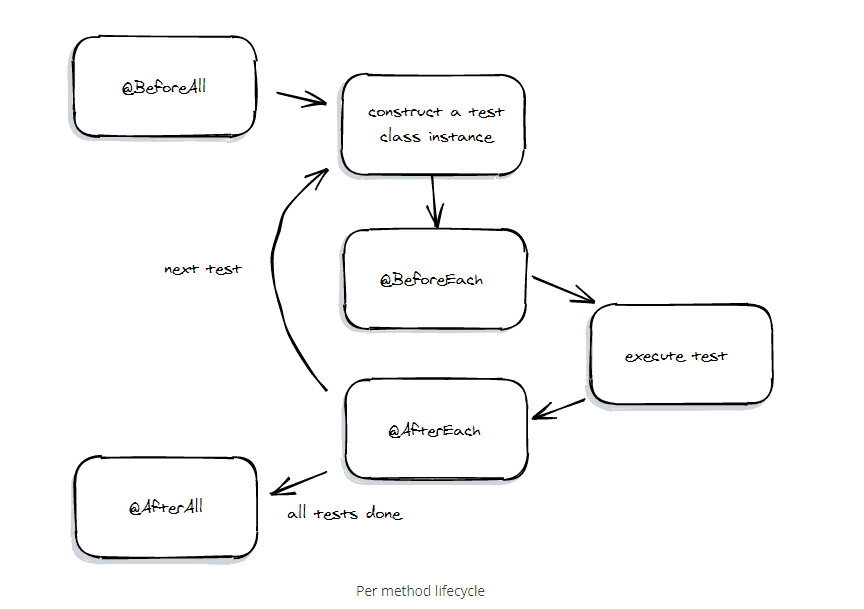 @BeforeAll
construct a test
class instance
next test
@BeforeEach
execute test
@AfterEach
@AfterAll
all tests done
Per method lifecycle